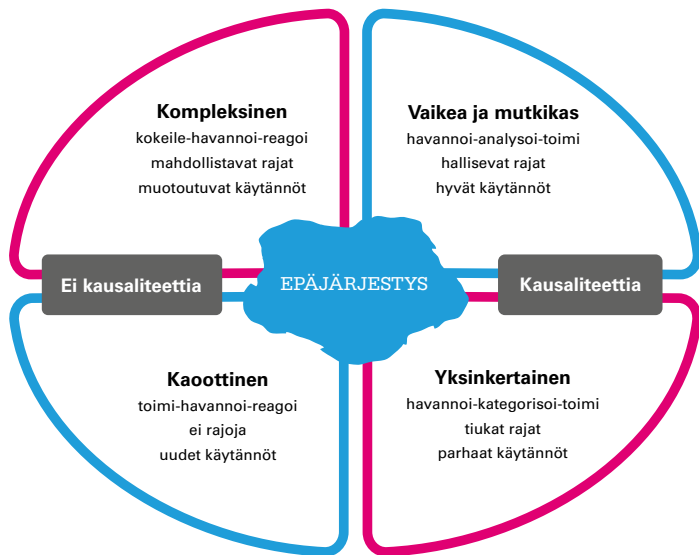 Kompleksinen
kokeile-havannoi-reagoi
mahdollistavat rajat
muotoutuvat käytännöt
Vaikea ja mutkikas
havannoi-analysoi-toimi
hallisevat rajat
hyvät käytännöt
Ei kausaliteettia
EPÄJÄRJESTYS
Kausaliteettia
Kaoottinen
toimi-havannoi-reagoi
ei rajoja
uudet käytännöt
Yksinkertainen
havannoi-kategorisoi-toimi
tiukat rajat
parhaat käytännöt